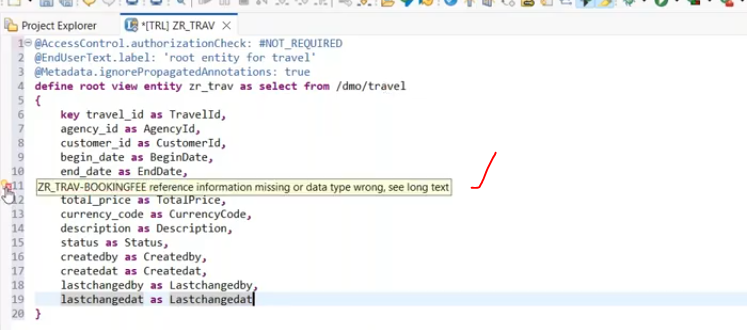 Project Explorer
*[TRL] ZR_TRAV
1 @AccessControl.authorizationCheck: #NOT_REQUIRED
2 @EndUserText.label: 'root entity for travel'
3 @Metadata.ignorePropagatedAnnotations: true
4 define root view entity zr_trav as select from /dmo/travel
5 {
6 key travel_id as TravelId,
7 agency_id as AgencyId,
8 customer_id as CustomerId,
9 begin_date as BeginDate,
10 end_date as EndDate,
11 ZR_TRAV-BOOKINGFEE reference information missing or data type wrong, see long text
12 total_price as TotalPrice,
13 currency_code as CurrencyCode,
14 description as Description,
15 status as Status,
16 createdby as Createdby,
17 createdat as Createdat,
18 lastchangedby as Lastchangedby,
19 lastchangedat as Lastchangedat
20 }